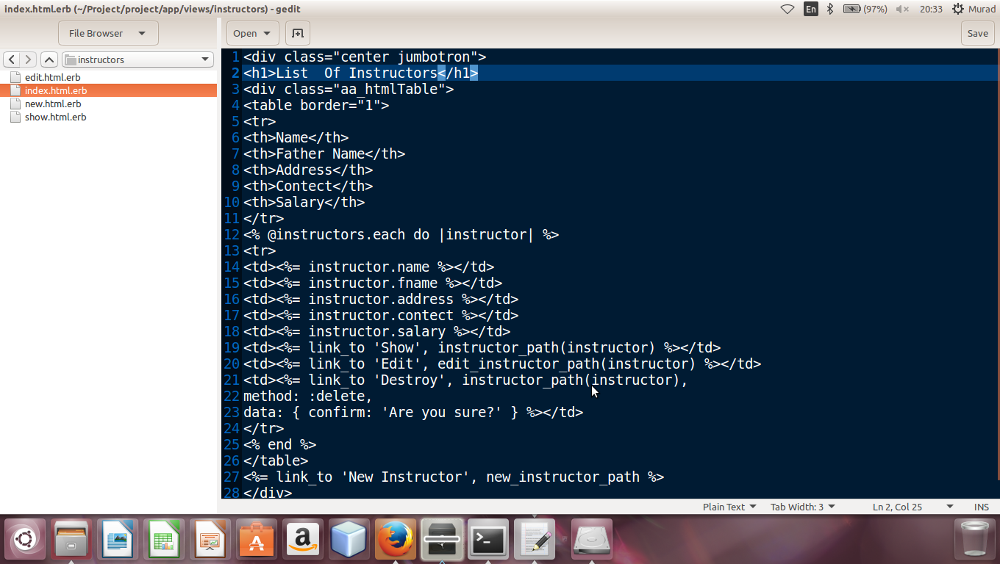 index.html.erb (~/Project/project/app/views/instructors) - gedit
En
(97%)
20:33
Murad
File Browser
Open
Save
instructors
edit.html.erb
index.html.erb
new.html.erb
show.html.erb
1 <div class="center jumbotron">
2 <h1>List  Of Instructors</h1>
3 <div class="aa_htmlTable">
4 <table border="1">
5 <tr>
6 <th>Name</th>
7 <th>Father Name</th>
8 <th>Address</th>
9 <th>Contect</th>
10 <th>Salary</th>
11 </tr>
12 <% @instructors.each do |instructor| %>
13 <tr>
14 <td><%= instructor.name %></td>
15 <td><%= instructor.fname %></td>
16 <td><%= instructor.address %></td>
17 <td><%= instructor.contect %></td>
18 <td><%= instructor.salary %></td>
19 <td><%= link_to 'Show', instructor_path(instructor) %></td>
20 <td><%= link_to 'Edit', edit_instructor_path(instructor) %></td>
21 <td><%= link_to 'Destroy', instructor_path(instructor),
22 method: :delete,
23 data: { confirm: 'Are you sure?' } %></td>
24 </tr>
25 <% end %>
26 </table>
27 <%= link_to 'New Instructor', new_instructor_path %>
28 </div>
Plain Text
Tab Width: 3
Ln 2, Col 25
INS